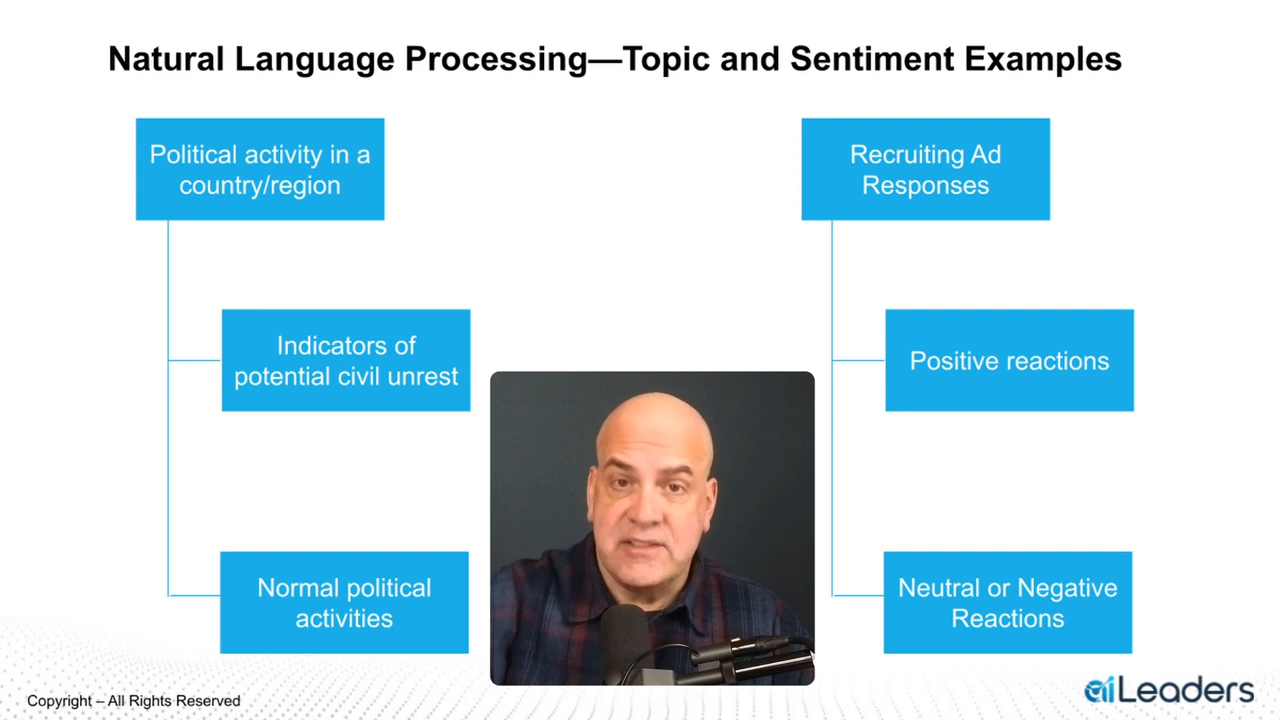 Natural Language Processing—Topic and Sentiment Examples
Political activity in a
country/region
Indicators of
potential civil unrest
Normal political
activities
Recruiting Ad
Responses
Positive reactions
Neutral or Negative
Reactions
Copyright – All Rights Reserved
aiLeaders